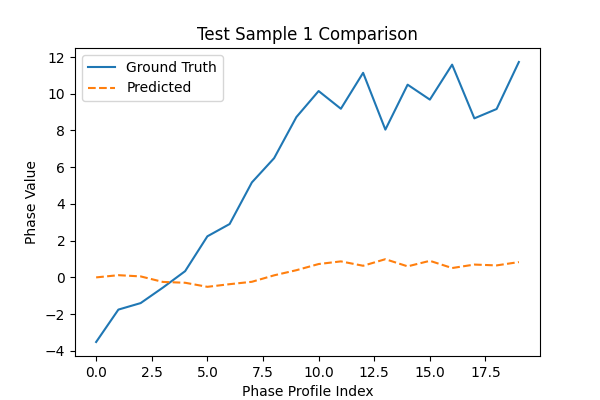 Test Sample 1 Comparison
Ground Truth
Predicted
12
10
8
6
4
2
0
−2
−4
Phase Value
0.0 2.5 5.0 7.5 10.0 12.5 15.0 17.5
Phase Profile Index